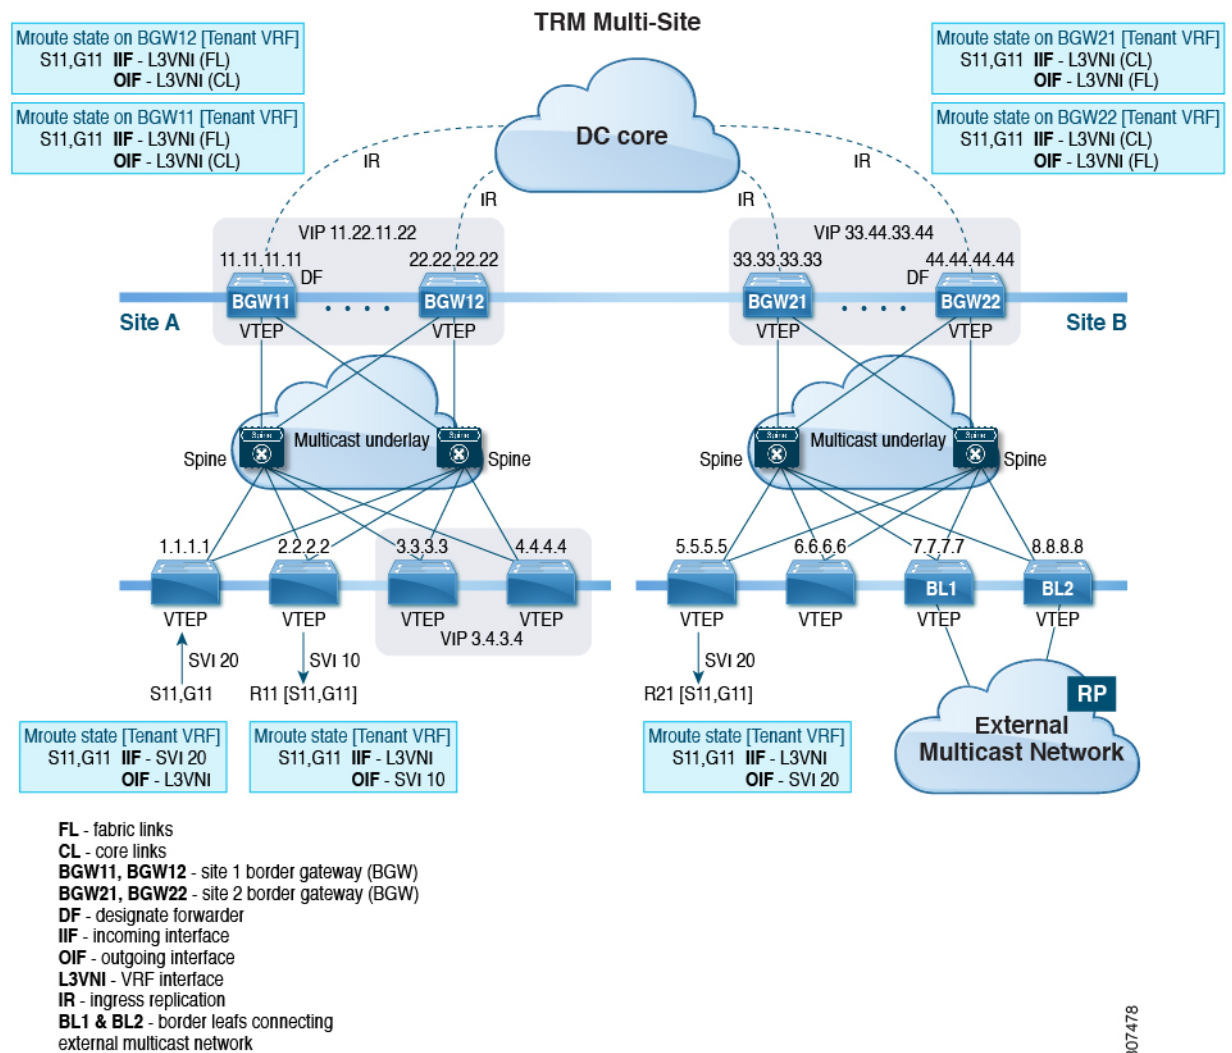 TRM Multi-Site
Mroute state on BGW12 [Tenant VRF]
S11,G11 IIF - L3VNI (FL)
OIF - L3VNI (CL)
Mroute state on BGW11 [Tenant VRF]
S11,G11 IIF - L3VNI (FL)
OIF - L3VNI (CL)
Mroute state on BGW21 [Tenant VRF]
S11,G11 IIF - L3VNI (CL)
OIF - L3VNI (FL)
Mroute state on BGW22 [Tenant VRF]
S11,G11 IIF - L3VNI (CL)
OIF - L3VNI (FL)
DC core
IR
IR
IR
IR
VIP 11.22.11.22
11.11.11.11
22.22.22.22
DF
BGW11
BGW12
VTEP
VTEP
Site A
VIP 33.44.33.44
33.33.33.33
44.44.44.44
DF
BGW21
BGW22
VTEP
VTEP
Site B
Spine
Spine
Multicast underlay
Spine
Spine
Spine
Spine
Multicast underlay
Spine
Spine
1.1.1.1
2.2.2.2
3.3.3.3
4.4.4.4
VTEP
VTEP
VTEP
VTEP
VIP 3.4.3.4
5.5.5.5
6.6.6.6
7.7.7.7
8.8.8.8
BL1
BL2
VTEP
VTEP
VTEP
VTEP
SVI 20
SVI 10
SVI 20
S11,G11
R11 [S11,G11]
R21 [S11,G11]
RP
External
Multicast Network
Mroute state [Tenant VRF]
S11,G11 IIF - SVI 20
OIF - L3VNI
Mroute state [Tenant VRF]
S11,G11 IIF - L3VNI
OIF - SVI 10
Mroute state [Tenant VRF]
S11,G11 IIF - L3VNI
OIF - SVI 20
FL - fabric links
CL - core links
BGW11, BGW12 - site 1 border gateway (BGW)
BGW21, BGW22 - site 2 border gateway (BGW)
DF - designate forwarder
IIF - incoming interface
OIF - outgoing interface
L3VNI - VRF interface
IR - ingress replication
BL1 & BL2 - border leafs connecting
external multicast network
307478